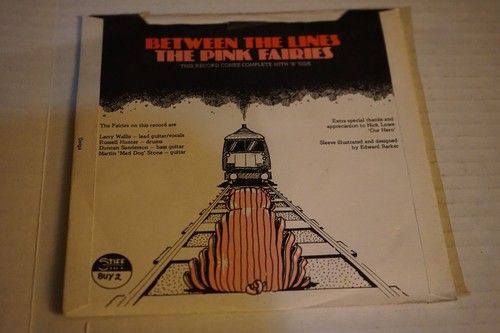 BETWEEN THE LINES
THE PINK FAIRIES
THIS RECORD COMES COMPLETE WITH 'B' SIDE
The Fairies on this record are
Larry Wallis – lead guitar/vocals
Russell Hunter – drums
Duncan Sanderson – bass guitar
Martin 'Mad Dog' Stone – guitar
Extra special thanks and
appreciation to Nick Lowe
'Our Hero'
Sleeve illustrated and designed
by Edward Barker
STIFF
BUY 2